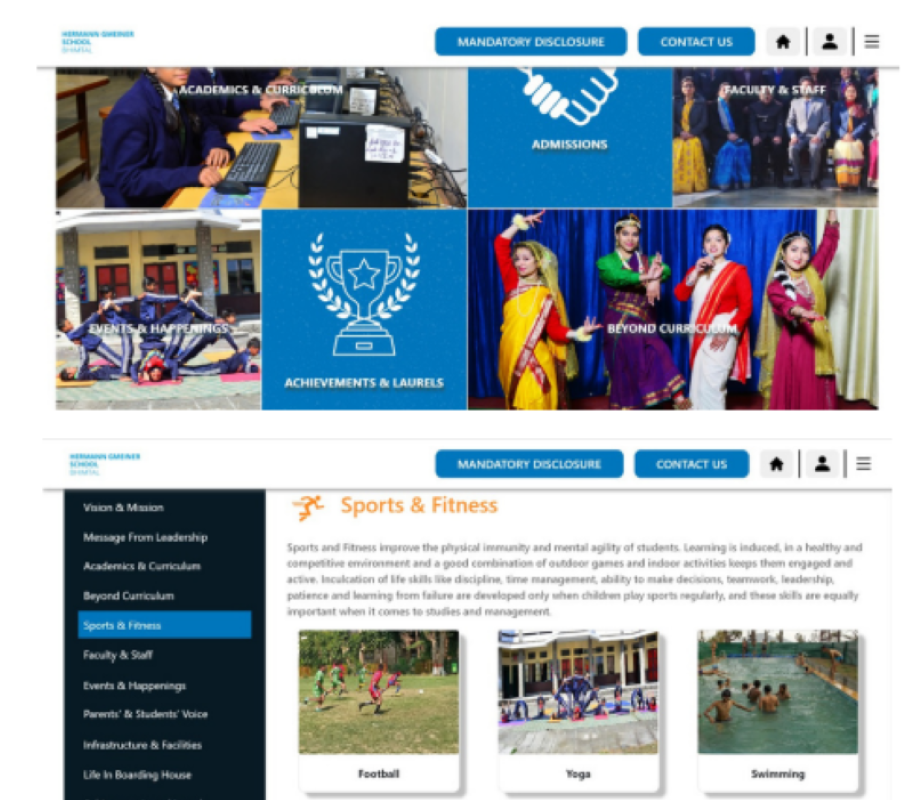 HERMANN GMEINER
SCHOOL
BHIMTAL
MANDATORY DISCLOSURE
CONTACT US
ACADEMICS & CURRICULUM
ADMISSIONS
FACULTY & STAFF
EVENTS & HAPPENINGS
ACHIEVEMENTS & LAURELS
BEYOND CURRICULUM
HERMANN GMEINER
SCHOOL
BHIMTAL
MANDATORY DISCLOSURE
CONTACT US
Vision & Mission
Message From Leadership
Academics & Curriculum
Beyond Curriculum
Sports & Fitness
Faculty & Staff
Events & Happenings
Parents' & Students' Voice
Infrastructure & Facilities
Life In Boarding House
Sports & Fitness
Sports and Fitness improve the physical immunity and mental agility of students. Learning is induced, in a healthy and
competitive environment and a good combination of outdoor games and indoor activities keeps them engaged and
active. Inculcation of life skills like discipline, time management, ability to make decisions, teamwork, leadership,
patience and learning from failure are developed only when children play sports regularly, and these skills are equally
important when it comes to studies and management.
Football
Yoga
Swimming